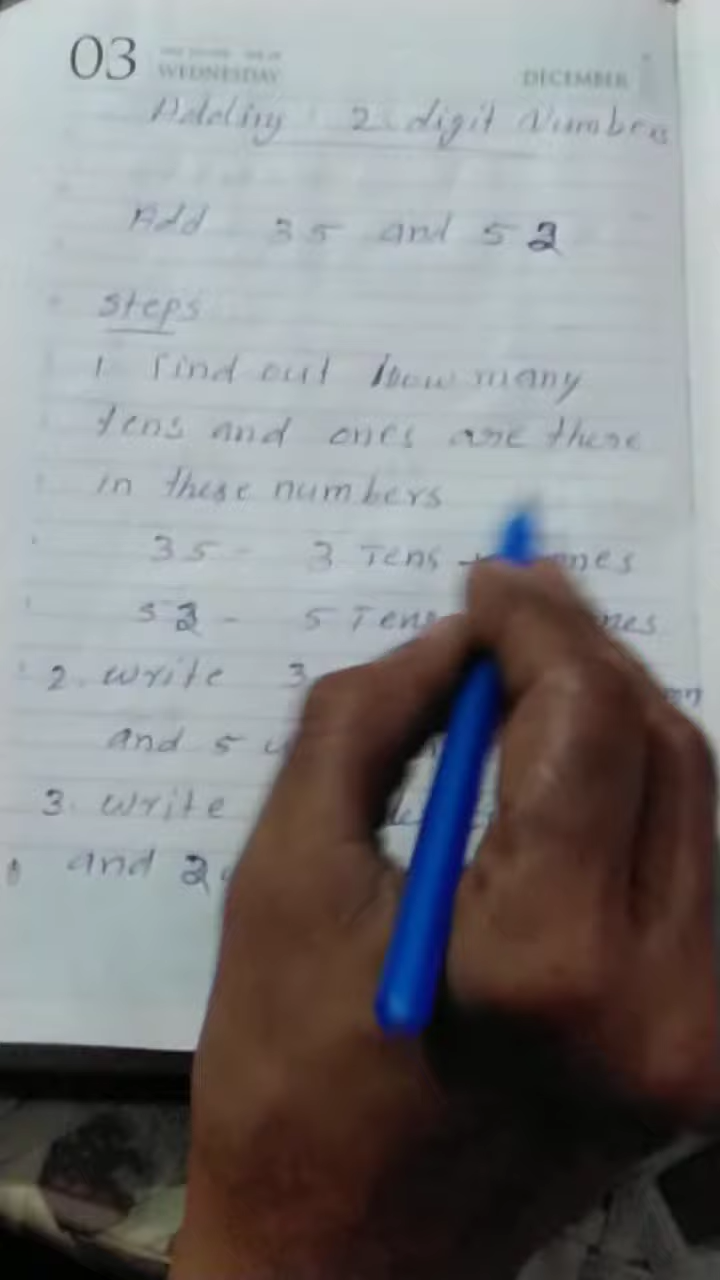 03 WEDNESDAY DECEMBER
Adding 2 digit Numbers
Add 35 and 52
Steps
1 Find out how many
tens and ones are there
in these numbers
35 - 3 Tens ones
52 - 5 Tens
2. write 3
and 5
3. write
and 2